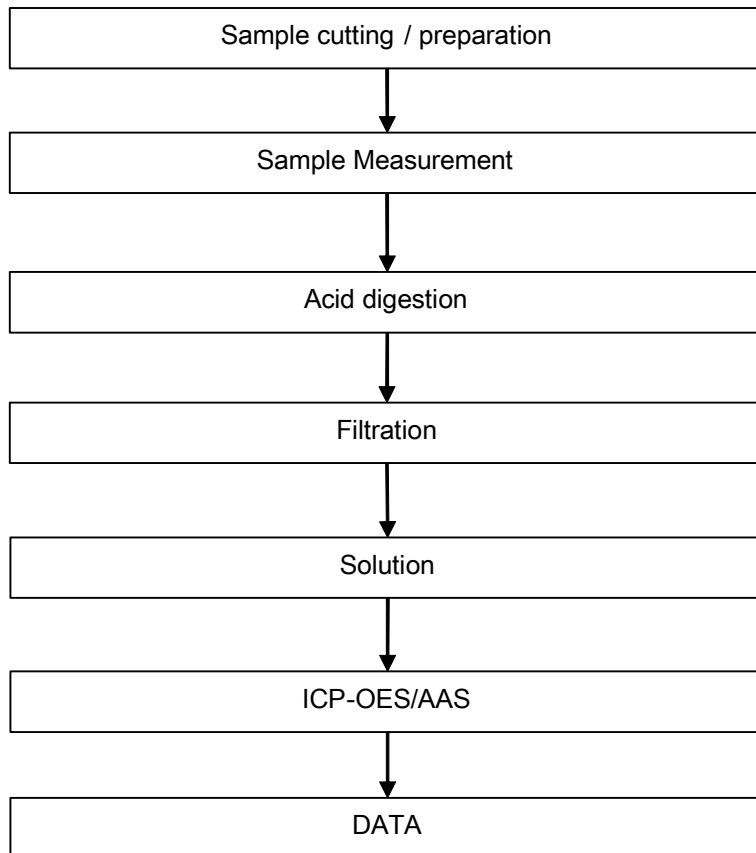 Sample cutting / preparation
Sample Measurement
Acid digestion
Filtration
Solution
ICP-OES/AAS
DATA